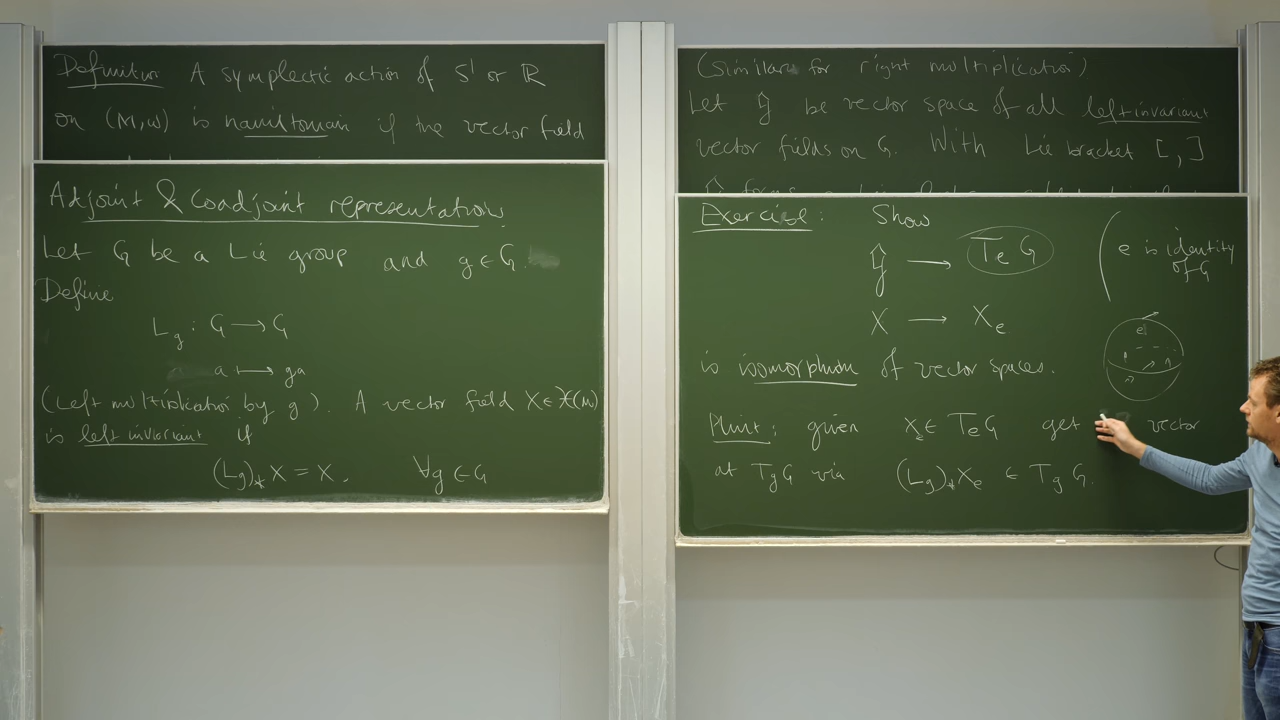 Definition A symplectic action of S¹ or ℝ
on (M,ω) is hamiltonian if the vector field
Adjoint & Coadjoint representation
Let G be a Lie group and g ∈ G.
Define
L_g : G ⟶ G
a ⟼ ga
(Left multiplication by g). A vector field X ∈ 𝔛(M)
is left invariant if
(L_g)_* X = X. ∀g ∈ G
(Similar for right multiplication)
Let 𝔤 be vector space of all left invariant
vector fields on G. With Lie bracket [,]
Exercise: Show
𝔤 ⟶ T_e G
(e is identity
of G
X ⟶ X_e
e
is isomorphism of vector spaces.
Hint: given X_e ∈ T_e G get vector
at T_g G via (L_g)_* X_e ∈ T_g G.